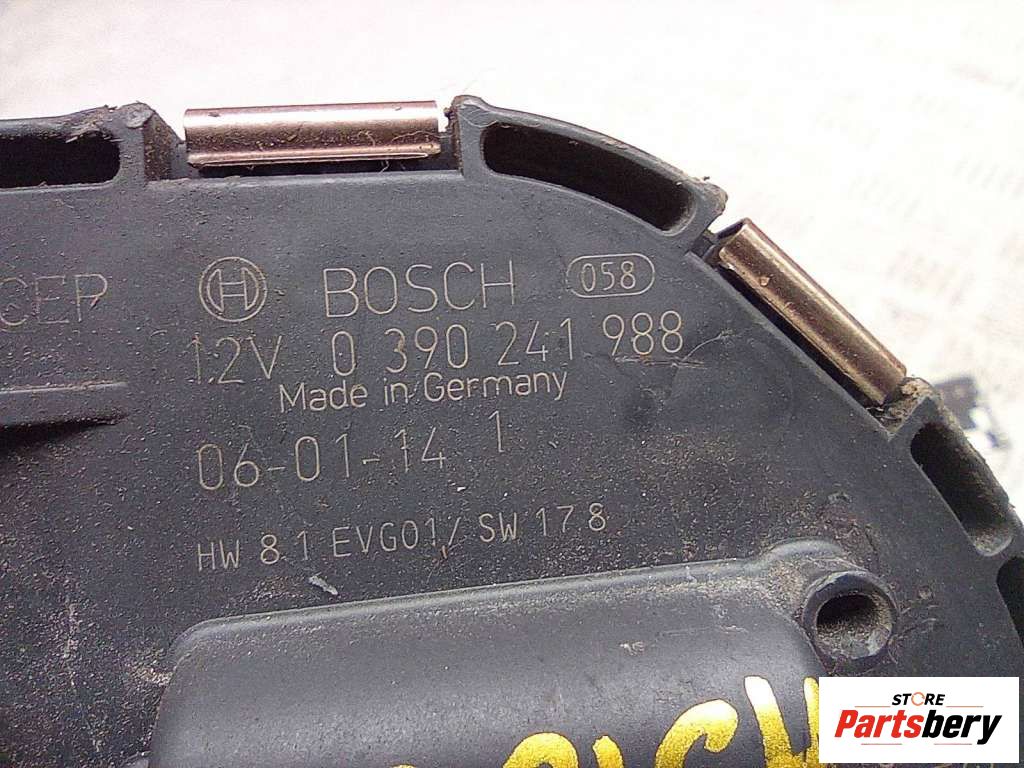 BOSCH 058
12V 0 390 241 988
Made in Germany
06-01-14 1
HW 8 1 EVG01/ SW 17 8
STORE
Partsbery